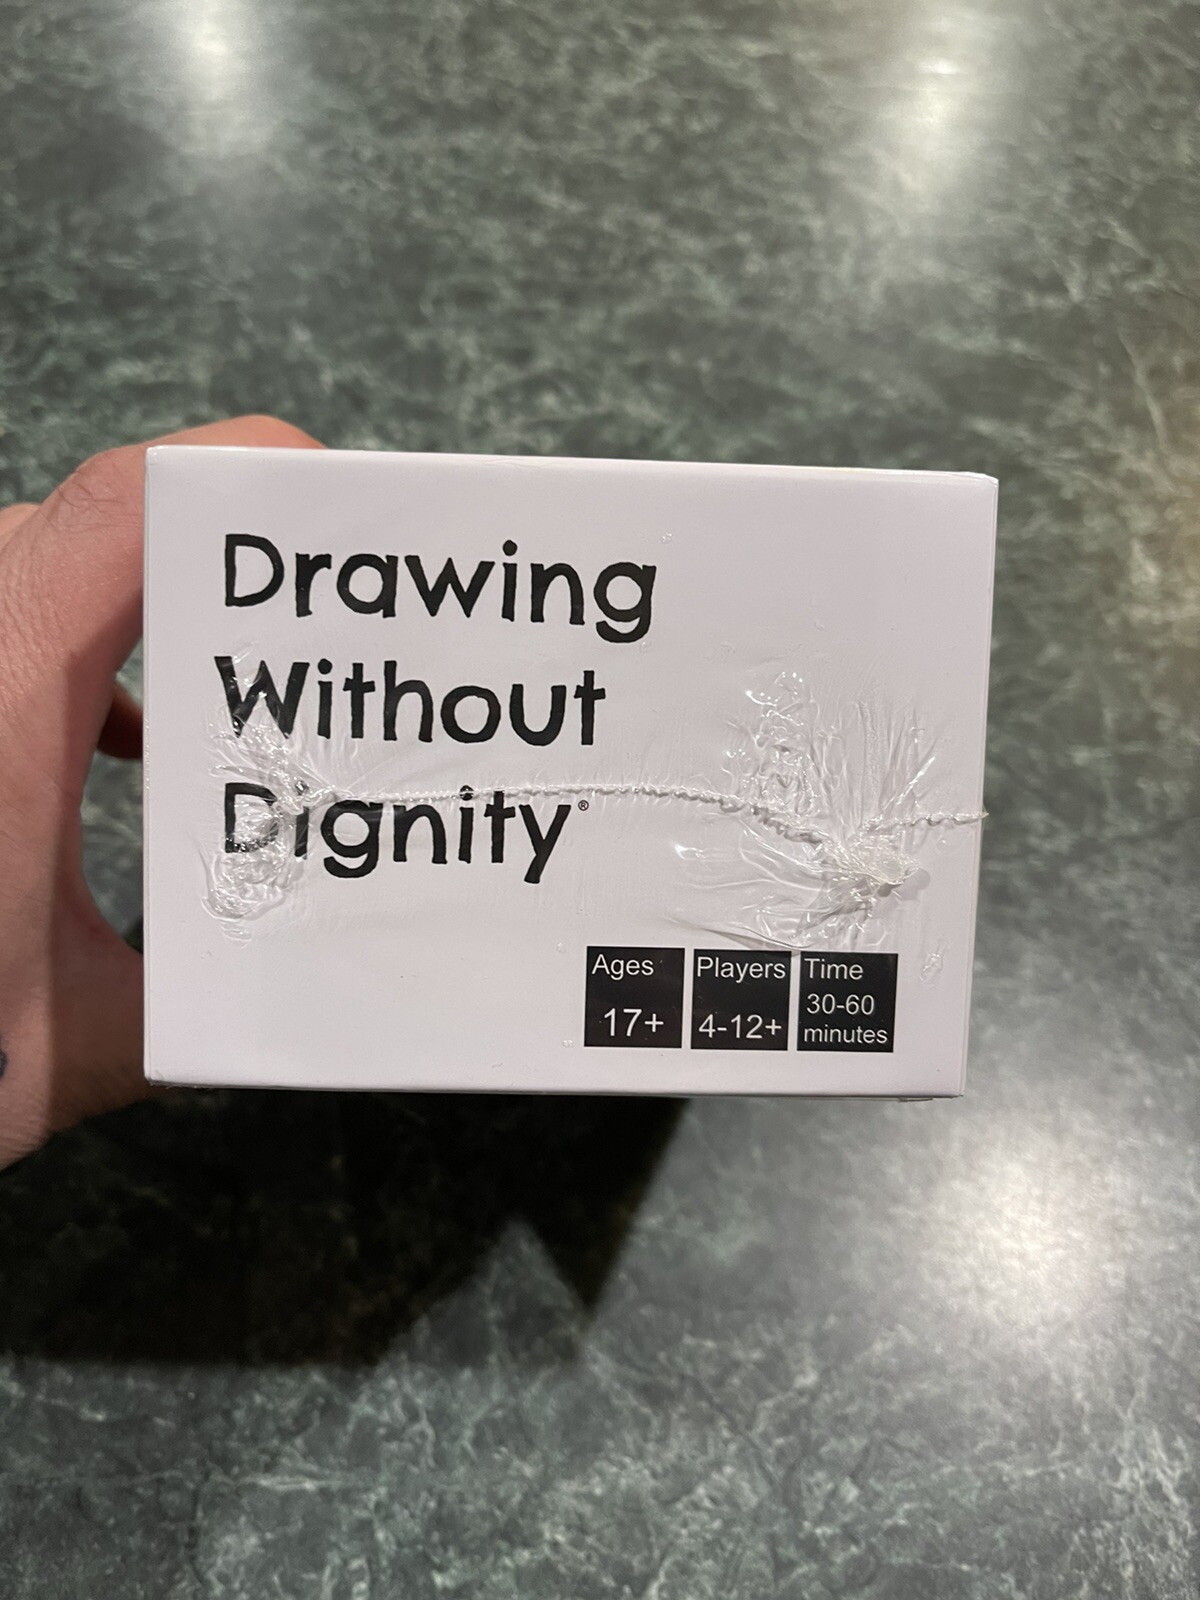 Drawing
Without
Dignity®
Ages
17+
Players
4-12+
Time
30-60
minutes